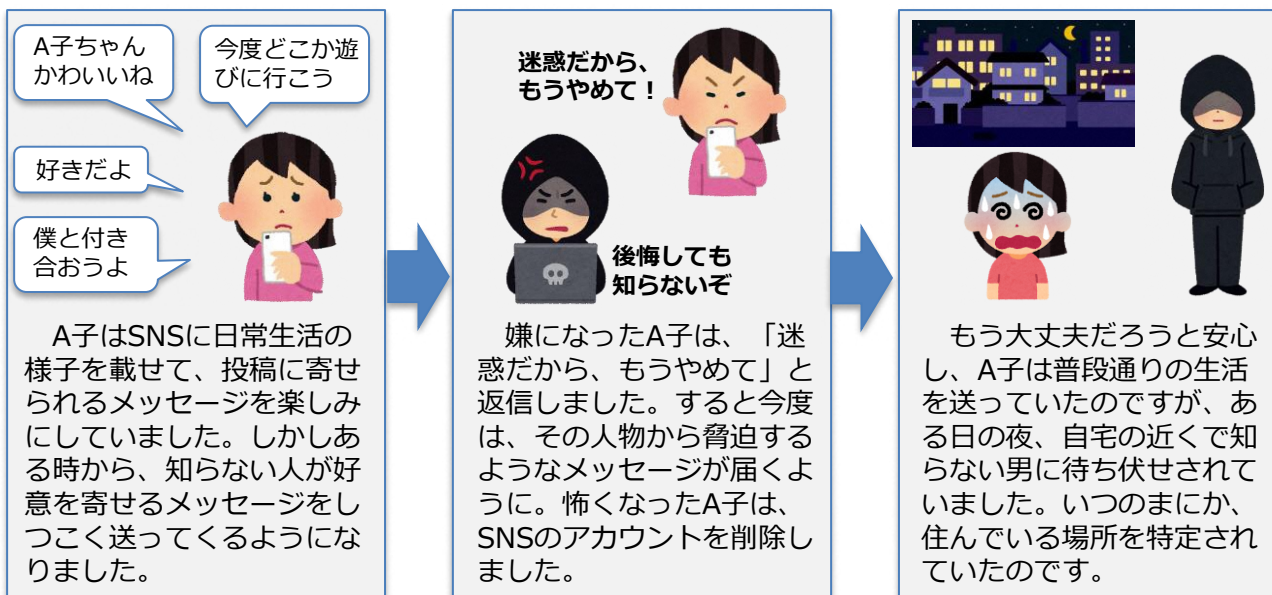 A子ちゃん
かわいいね
今度どこか遊
びに行こう
好きだよ
僕と付き
合おうよ
A子はSNSに日常生活の
様子を載せて、投稿に寄せ
られるメッセージを楽しみ
にしていました。しかしあ
る時から、知らない人が好
意を寄せるメッセージをし
つこく送ってくるようにな
りました。
迷惑だから、
もうやめて！
後悔しても
知らないぞ
嫌になったA子は、「迷
惑だから、もうやめて」と
返信しました。すると今度
は、その人物から脅迫する
ようなメッセージが届くよ
うに。怖くなったA子は、
SNSのアカウントを削除し
ました。
もう大丈夫だろうと安心
し、A子は普段通りの生活
を送っていたのですが、あ
る日の夜、自宅の近くで知
らない男に待ち伏せされて
いました。いつのまにか、
住んでいる場所を特定され
ていたのです。